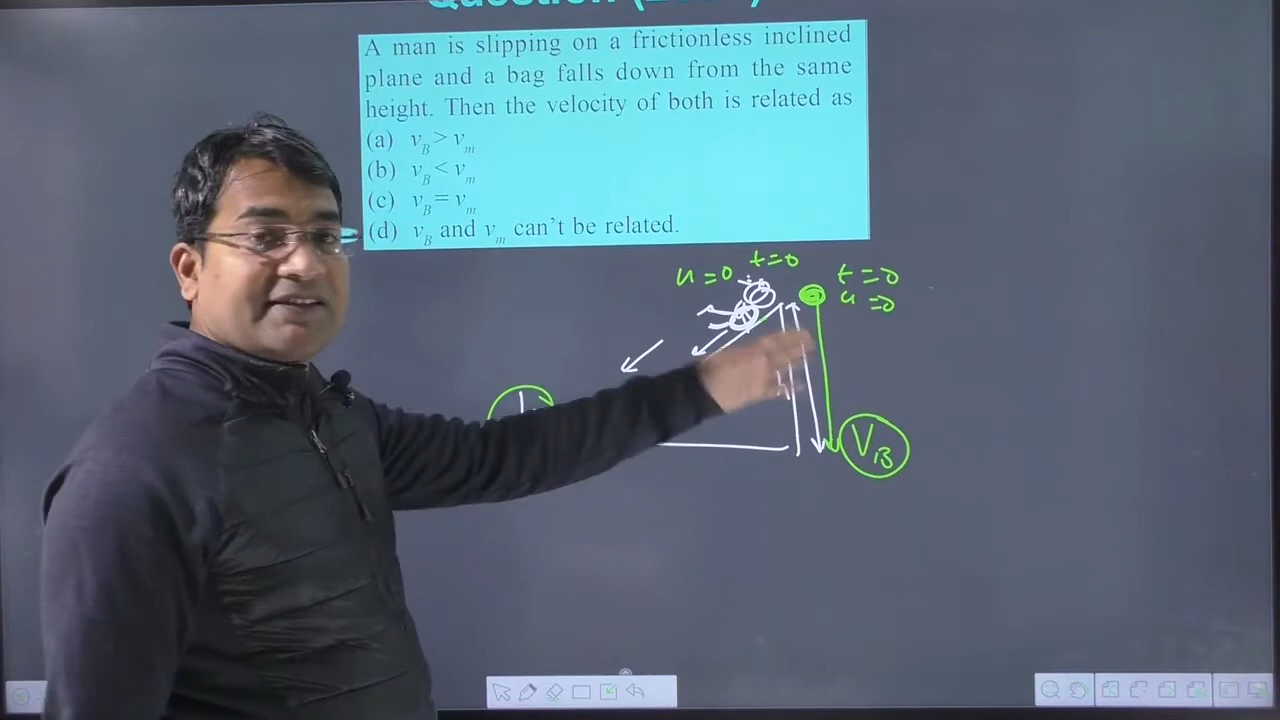 Question
A man is slipping on a frictionless inclined
plane and a bag falls down from the same
height. Then the velocity of both is related as
(a) v_B > v_m
(b) v_B < v_m
(c) v_B = v_m
(d) v_B and v_m can't be related.
u=0 t=0
t=0
u=0
V_B